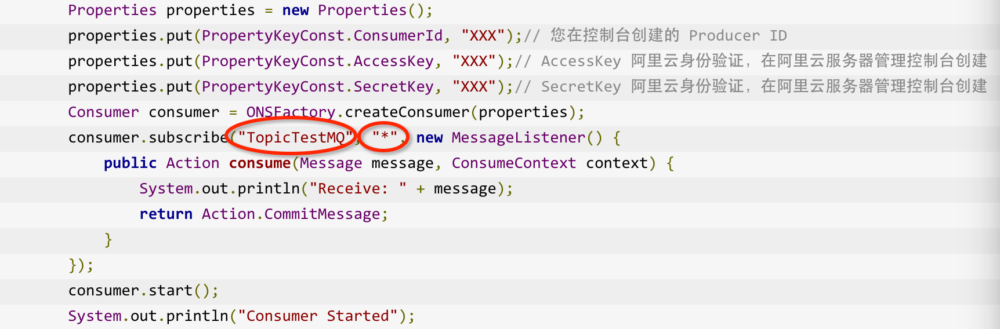 Properties properties = new Properties();
properties.put(PropertyKeyConst.ConsumerId, "XXX");// 您在控制台创建的 Producer ID
properties.put(PropertyKeyConst.AccessKey, "XXX");// AccessKey 阿里云身份验证，在阿里云服务器管理控制台创建
properties.put(PropertyKeyConst.SecretKey, "XXX");// SecretKey 阿里云身份验证，在阿里云服务器管理控制台创建
Consumer consumer = ONSFactory.createConsumer(properties);
consumer.subscribe("TopicTestMQ", "*", new MessageListener() {
    public Action consume(Message message, ConsumeContext context) {
        System.out.println("Receive: " + message);
        return Action.CommitMessage;
    }
});
consumer.start();
System.out.println("Consumer Started");